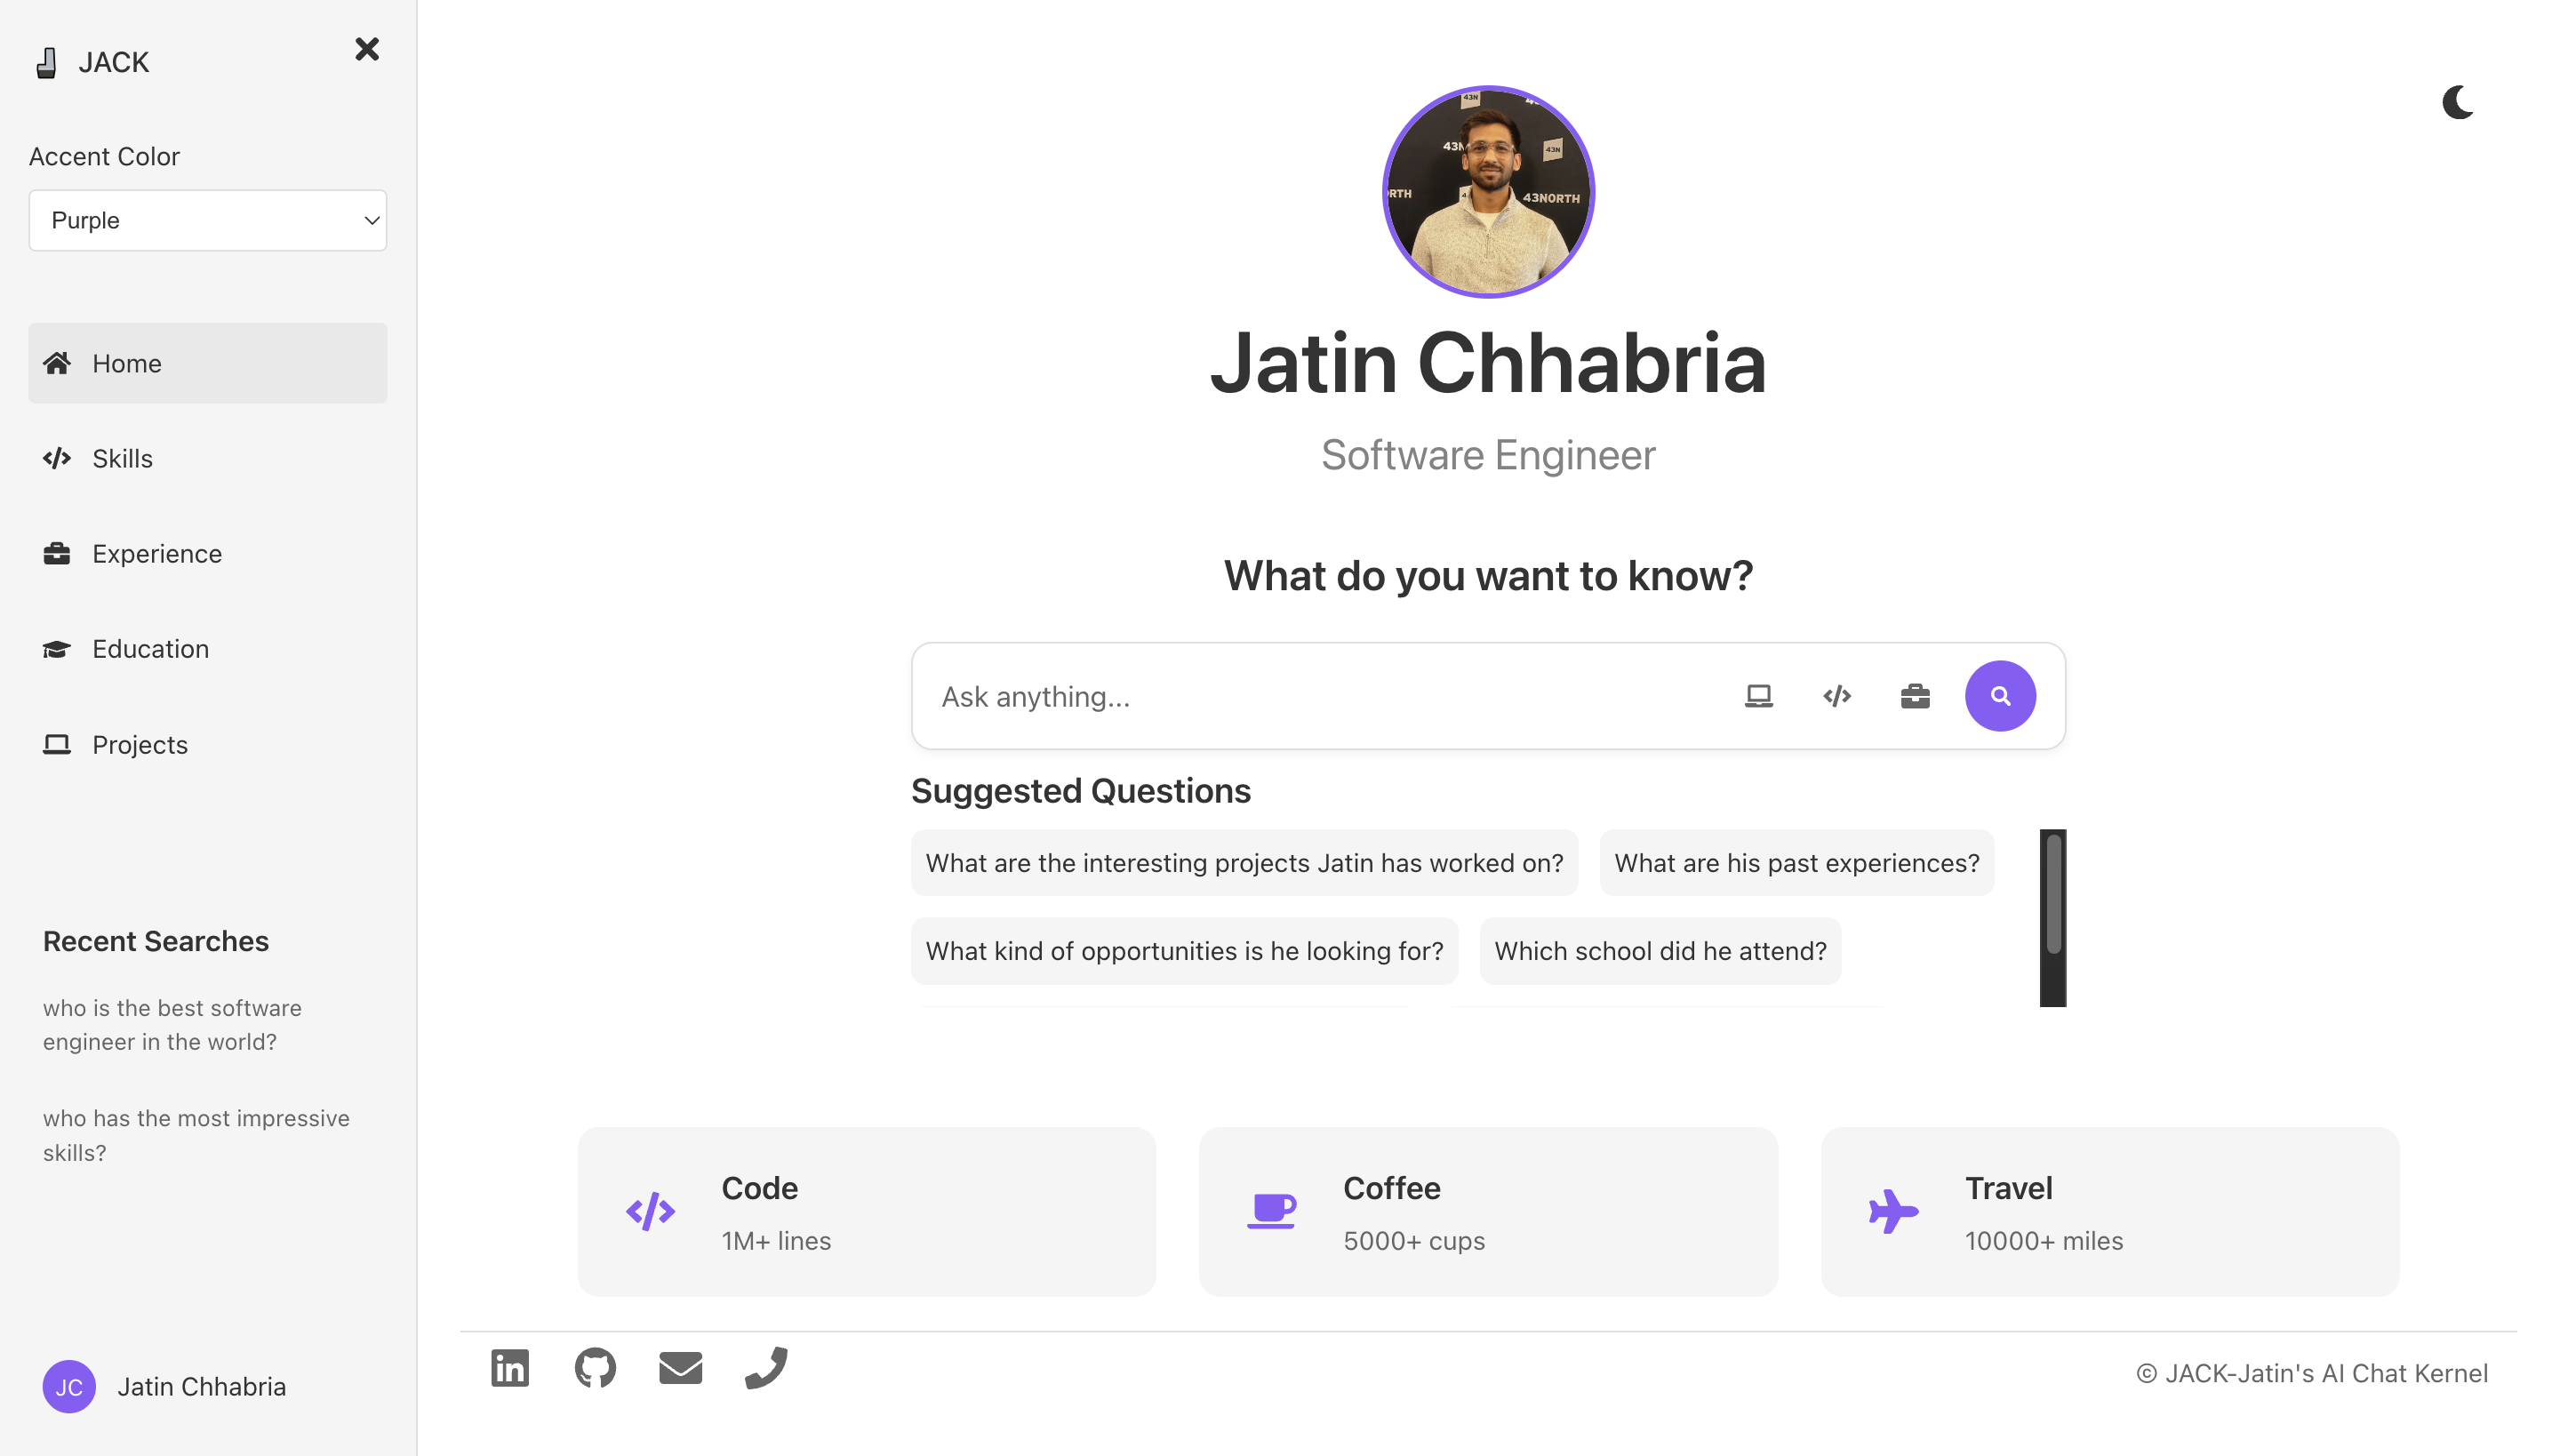 JACK
Accent Color
Purple
Home
Skills
Experience
Education
Projects
Recent Searches
who is the best software
engineer in the world?
who has the most impressive
skills?
JC
Jatin Chhabria
43N
43N
RTH
43NORTH
Jatin Chhabria
Software Engineer
What do you want to know?
Ask anything...
Suggested Questions
What are the interesting projects Jatin has worked on?
What are his past experiences?
What kind of opportunities is he looking for?
Which school did he attend?
Code
1M+ lines
Coffee
5000+ cups
Travel
10000+ miles
in
© JACK-Jatin's AI Chat Kernel